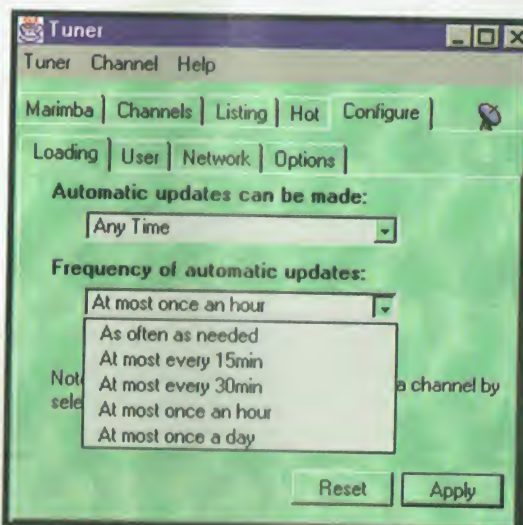 Tuner
Tuner Channel Help
Marimba Channels Listing Hot Configure
Loading User Network Options
Automatic updates can be made:
Any Time
Frequency of automatic updates:
At most once an hour
As often as needed
At most every 15min
At most every 30min
a channel by
At most once an hour
At most once a day
Reset Apply